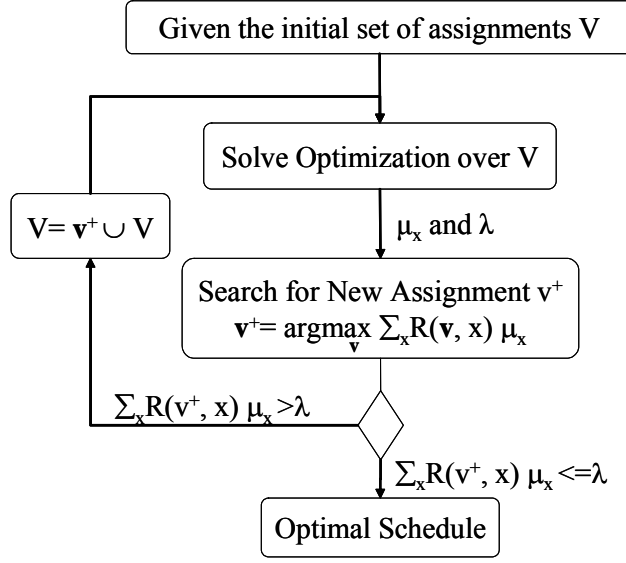 Given the initial set of assignments V
Solve Optimization over V
V= v⁺ ∪ V
μₓ and λ
Search for New Assignment v⁺
v⁺= argmax ∑ₓR(v, x) μₓ
v
∑ₓR(v⁺, x) μₓ>λ
∑ₓR(v⁺, x) μₓ<=λ
Optimal Schedule